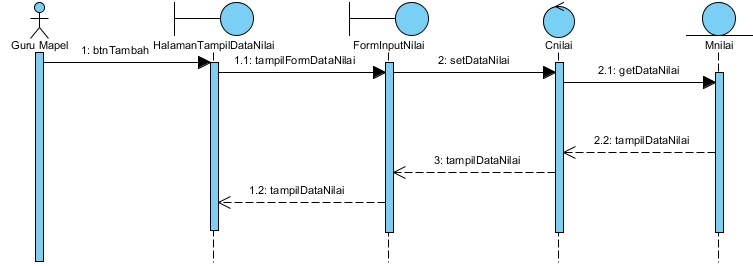 Guru Mapel
HalamanTampilDataNilai
FormInputNilai
Cnilai
Mnilai
1: btnTambah
1.1: tampilFormDataNilai
2: setDataNilai
2.1: getDataNilai
2.2: tampilDataNilai
3: tampilDataNilai
1.2: tampilDataNilai